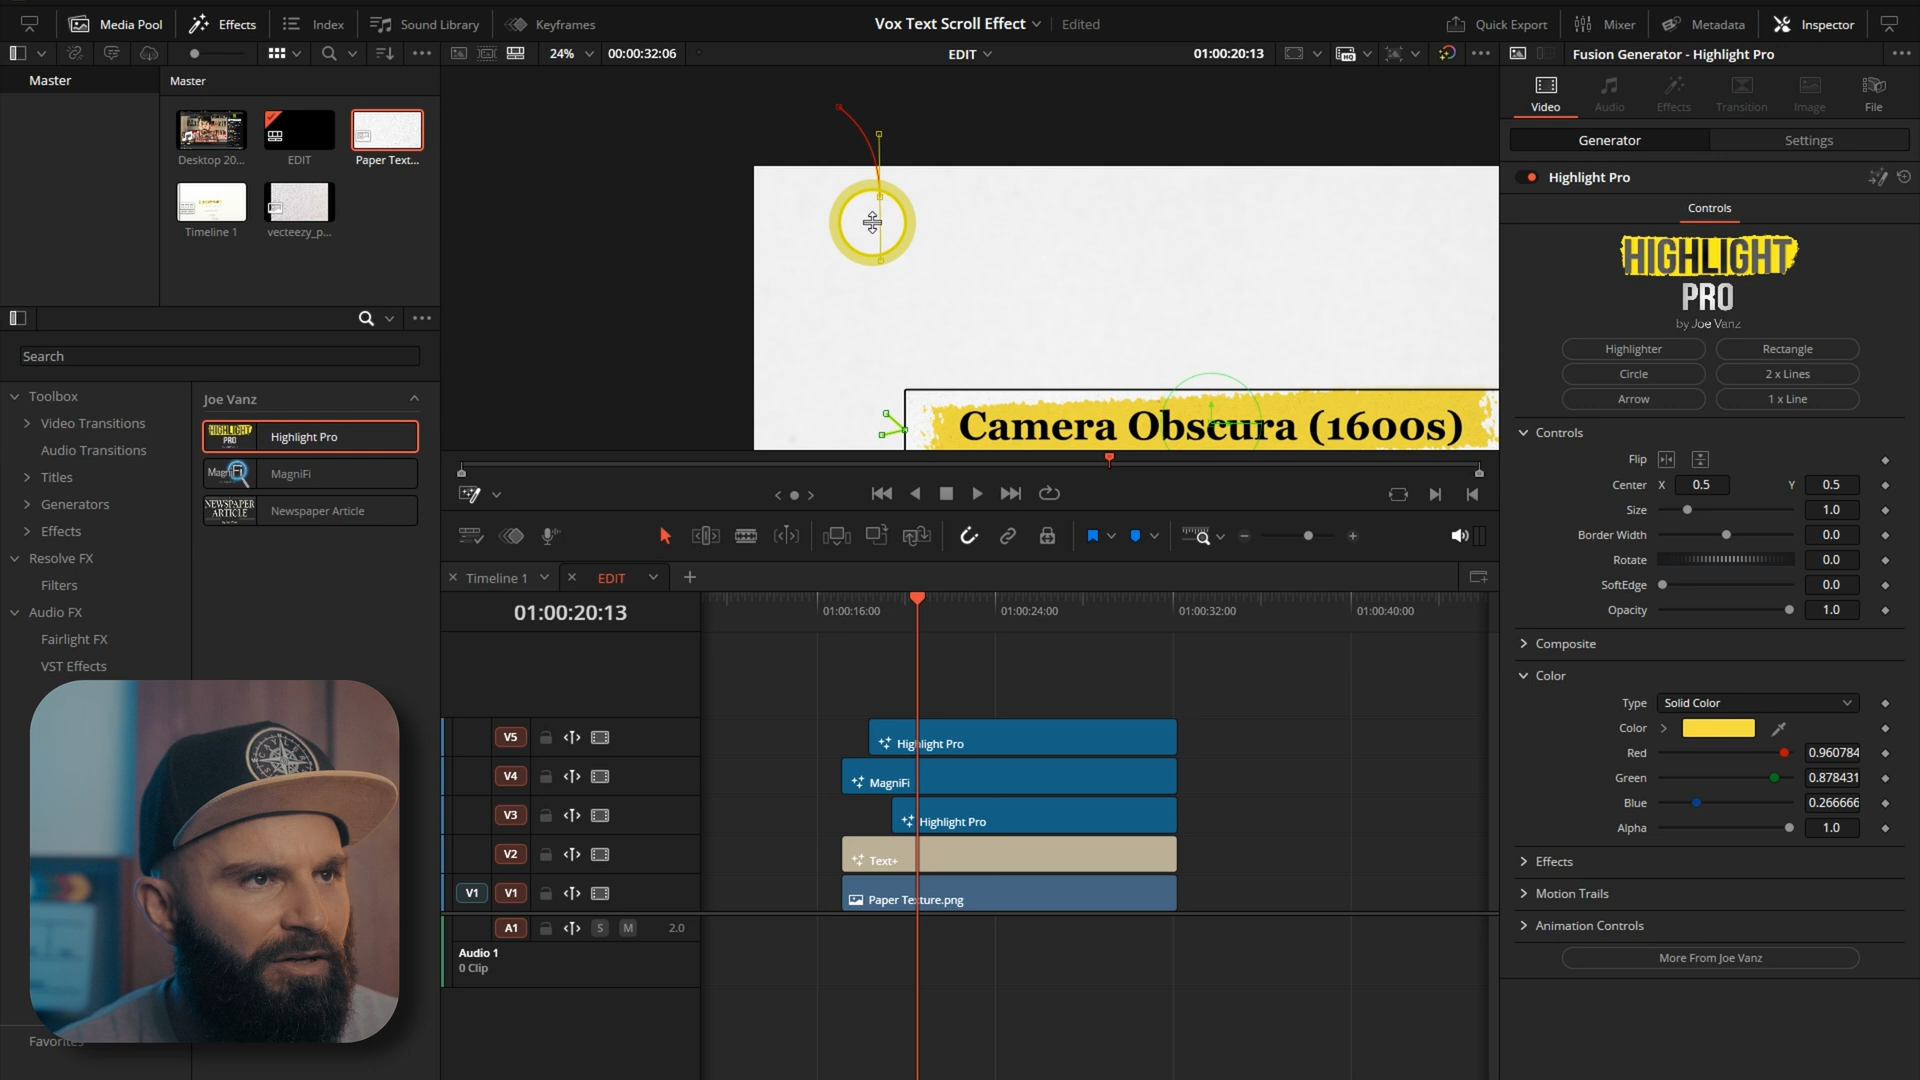 Media Pool
Effects
Index
Sound Library
Keyframes
Vox Text Scroll Effect
Edited
Quick Export
Mixer
Metadata
Inspector
24%
00:00:32:06
EDIT
01:00:20:13
HQ
Fusion Generator - Highlight Pro
Master
Master
Video
Audio
Effects
Transition
Image
File
Desktop 20...
EDIT
Paper Text...
Generator
Settings
Highlight Pro
Timeline 1
vecteezy_p...
Controls
HIGHLIGHT
PRO
by Joe Vanz
Search
Highlighter
Rectangle
Circle
2 x Lines
Arrow
1 x Line
Toolbox
Video Transitions
Audio Transitions
Titles
Generators
Effects
Resolve FX
Filters
Audio FX
Fairlight FX
VST Effects
Favorites
Joe Vanz
HIGHLIGHT
PRO
Highlight Pro
MagniFi
MagniFi
NEWSPAPER
ARTICLE
Newspaper Article
Camera Obscura (1600s)
Controls
Flip
Center X 0.5 Y 0.5
Size 1.0
Border Width 0.0
Rotate 0.0
SoftEdge 0.0
Opacity 1.0
Composite
Color
Type Solid Color
Color
Red 0.960784
Green 0.878431
Blue 0.266666
Alpha 1.0
Effects
Motion Trails
Animation Controls
More From Joe Vanz
Timeline 1
EDIT
01:00:20:13
01:00:16:00
01:00:24:00
01:00:32:00
01:00:40:00
V5
Highlight Pro
V4
MagniFi
V3
Highlight Pro
V2
Text+
V1
V1
Paper Texture.png
A1
S
M
2.0
Audio 1
0 Clip